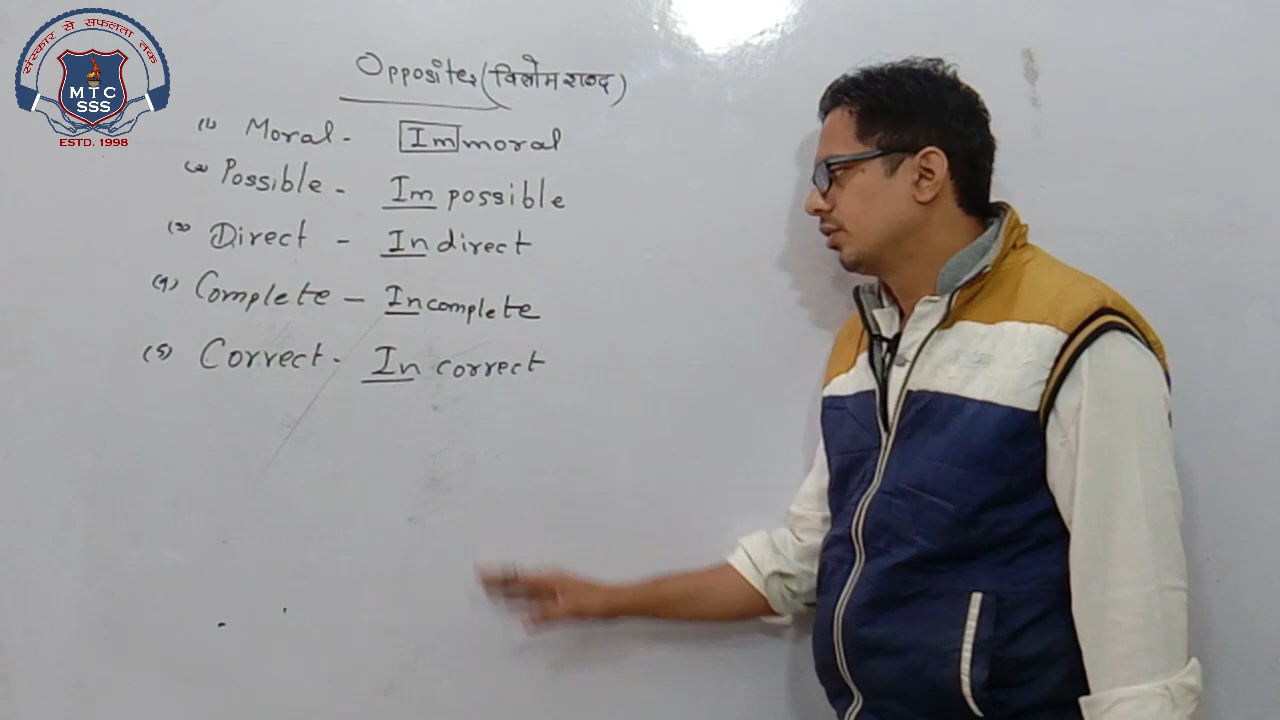 संस्कार से सफलता तक
MTC
SSS
ESTD. 1998
Opposites (विलोम शब्द)
(1) Moral - Immoral
(2) Possible - Impossible
(3) Direct - Indirect
(4) Complete - Incomplete
(5) Correct - Incorrect